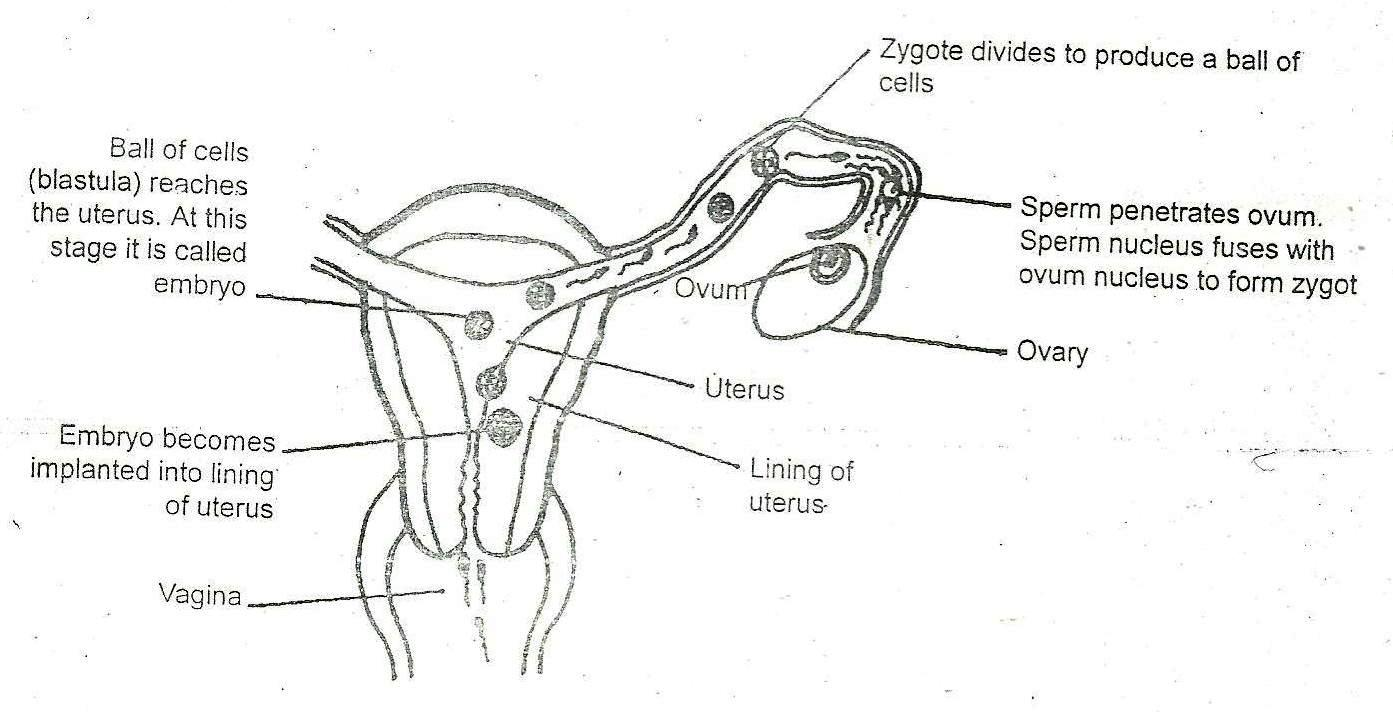 Zygote divides to produce a ball of
cells
Ball of cells
(blastula) reaches
the uterus. At this
stage it is called
embryo
Sperm penetrates ovum.
Sperm nucleus fuses with
ovum nucleus to form zygot
Ovum
Ovary
Uterus
Embryo becomes
implanted into lining
of uterus
Lining of
uterus
Vagina